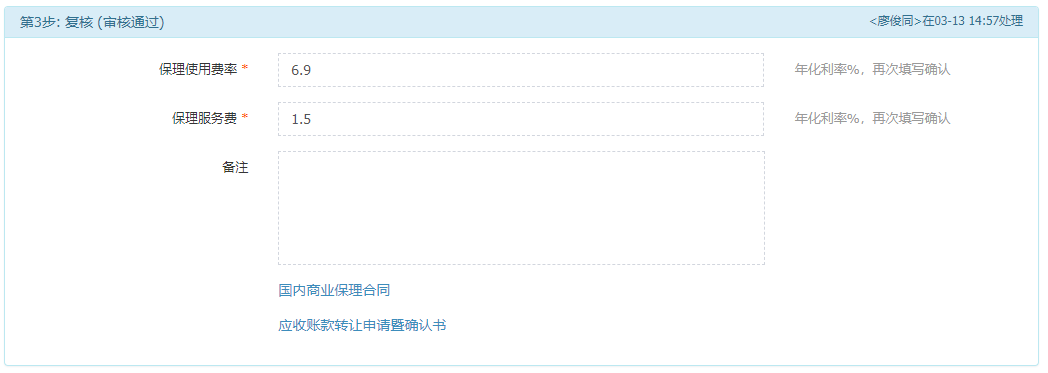 第3步: 复核 (审核通过)
<廖俊同>在03-13 14:57处理
保理使用费率 *
6.9
年化利率%，再次填写确认
保理服务费 *
1.5
年化利率%，再次填写确认
备注
国内商业保理合同
应收账款转让申请暨确认书